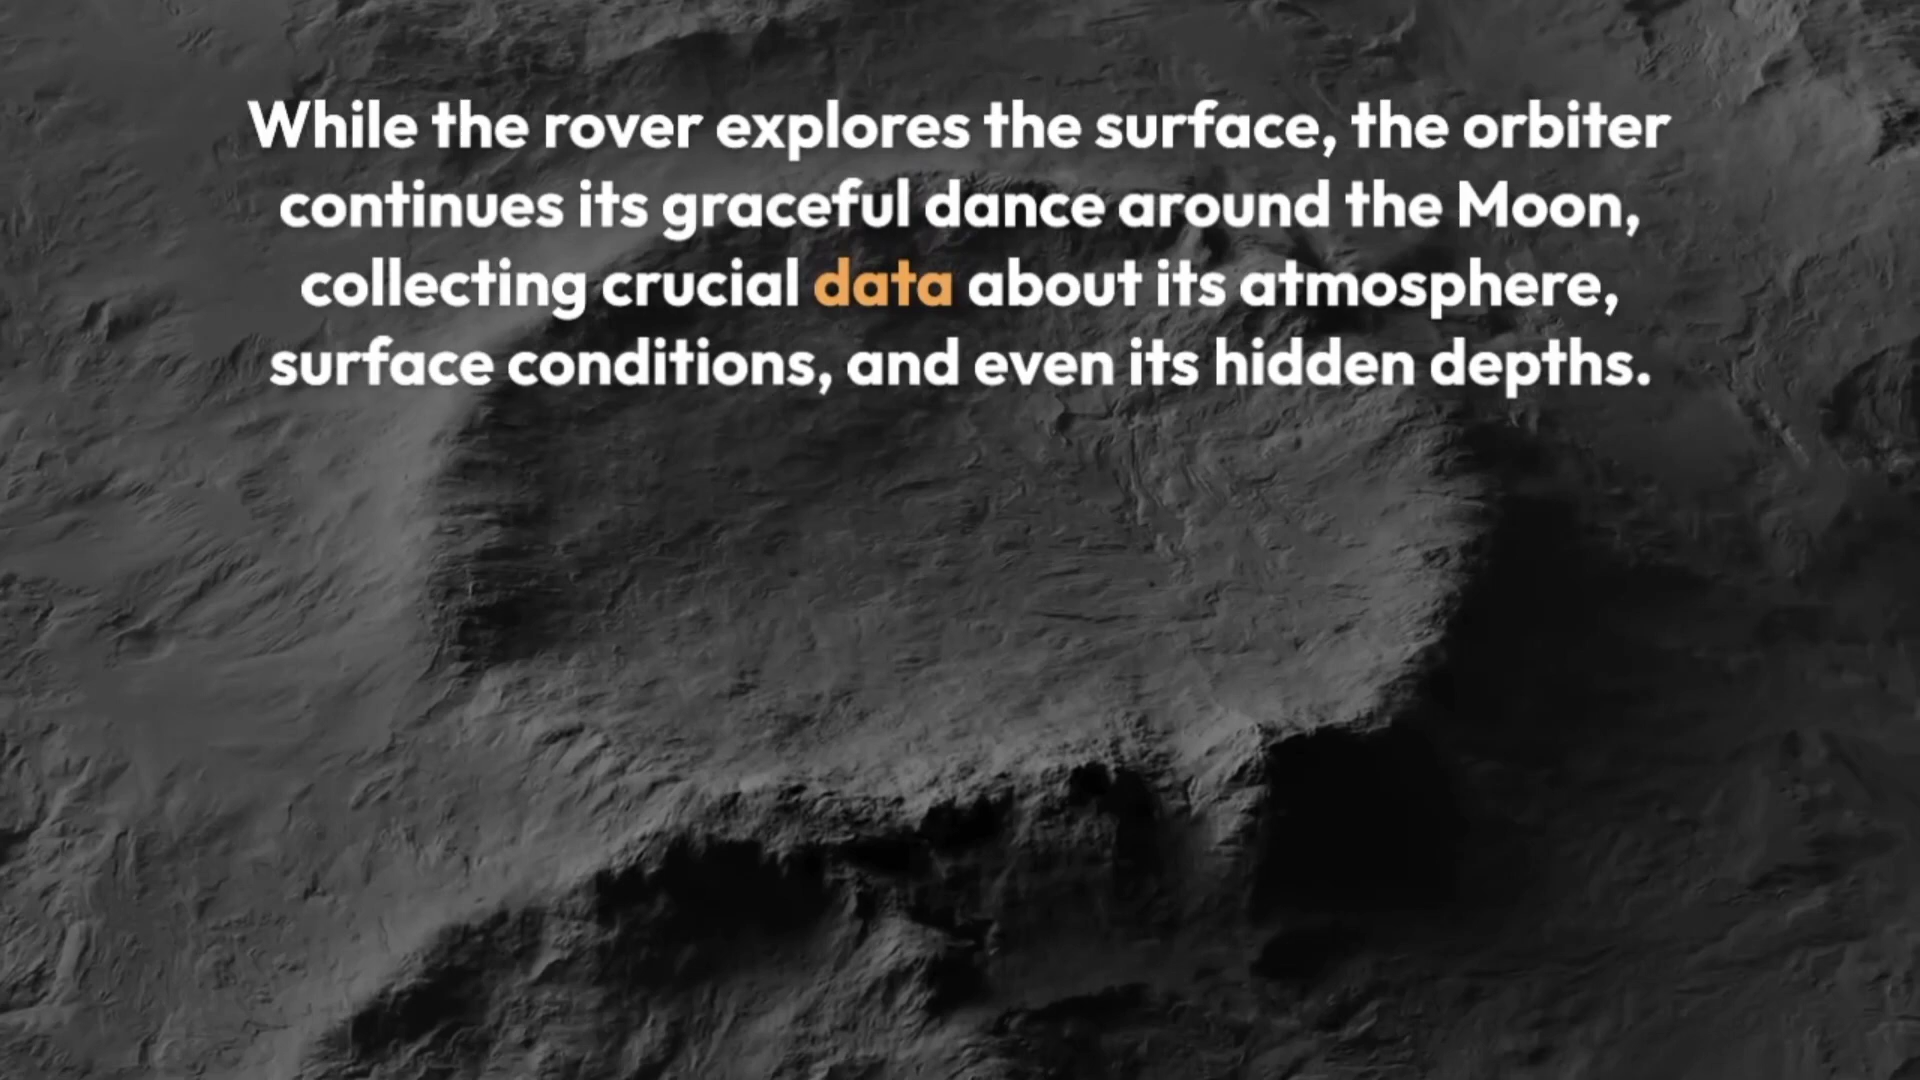 While the rover explores the surface, the orbiter
continues its graceful dance around the Moon,
collecting crucial data about its atmosphere,
surface conditions, and even its hidden depths.